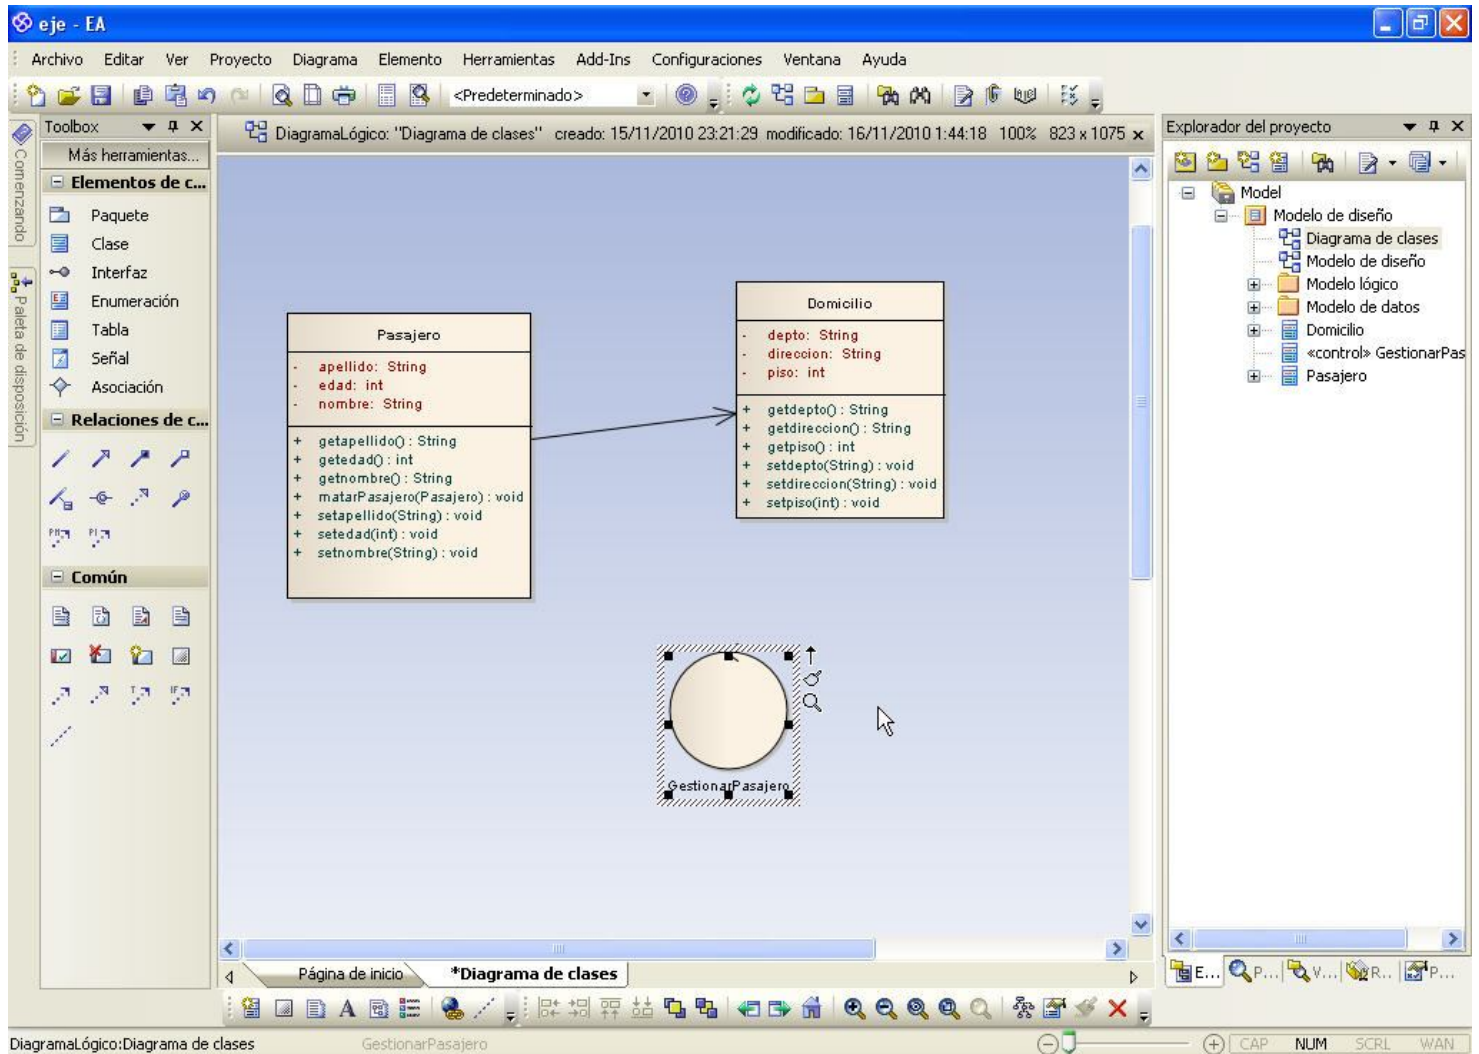 eje - EA
Archivo Editar Ver Proyecto Diagrama Elemento Herramientas Add-Ins Configuraciones Ventana Ayuda
<Predeterminado>
Comenzando
Paleta de disposición
Toolbox
Más herramientas...
Elementos de c...
Paquete
Clase
Interfaz
Enumeración
Tabla
Señal
Asociación
Relaciones de c...
Común
DiagramaLógico: "Diagrama de clases" creado: 15/11/2010 23:21:29 modificado: 16/11/2010 1:44:18 100% 823 x 1075
Pasajero
- apellido: String
- edad: int
- nombre: String
+ getapellido() : String
+ getedad() : int
+ getnombre() : String
+ matarPasajero(Pasajero) : void
+ setapellido(String) : void
+ setedad(int) : void
+ setnombre(String) : void
Domicilio
- depto: String
- direccion: String
- piso: int
+ getdepto() : String
+ getdireccion() : String
+ getpiso() : int
+ setdepto(String) : void
+ setdireccion(String) : void
+ setpiso(int) : void
GestionarPasajero
Explorador del proyecto
Model
Modelo de diseño
Diagrama de clases
Modelo de diseño
Modelo lógico
Modelo de datos
Domicilio
«control» GestionarPas
Pasajero
E... P... V... R... P...
Página de inicio *Diagrama de clases
DiagramaLógico:Diagrama de clases GestionarPasajero CAP NUM SCRL WAN